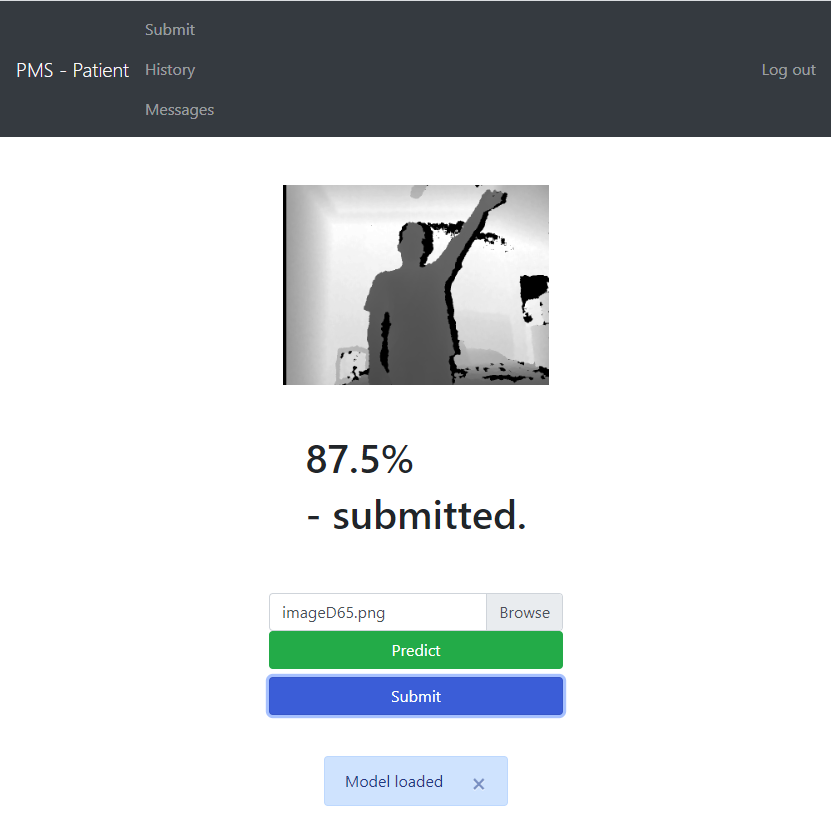 Submit
PMS - Patient
History
Log out
Messages
87.5%
- submitted.
imageD65.png
Browse
Predict
Submit
Model loaded ×